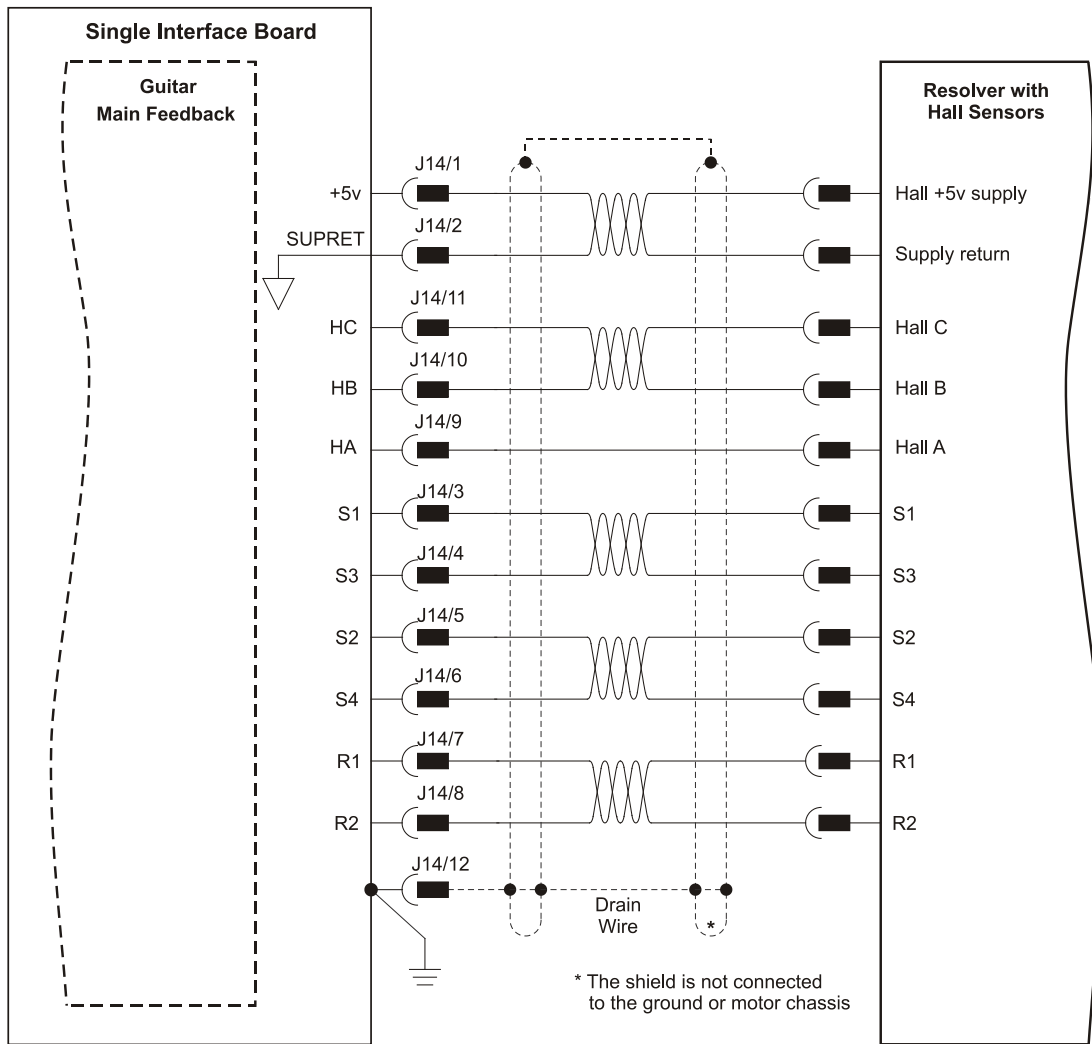 Single Interface Board
Guitar
Main Feedback
Resolver with
Hall Sensors
J14/1
+5v
Hall +5v supply
J14/2
SUPRET
Supply return
J14/11
HC
Hall C
J14/10
HB
Hall B
J14/9
HA
Hall A
J14/3
S1
S1
J14/4
S3
S3
J14/5
S2
S2
J14/6
S4
S4
J14/7
R1
R1
J14/8
R2
R2
J14/12
Drain
Wire
*
* The shield is not connected
to the ground or motor chassis